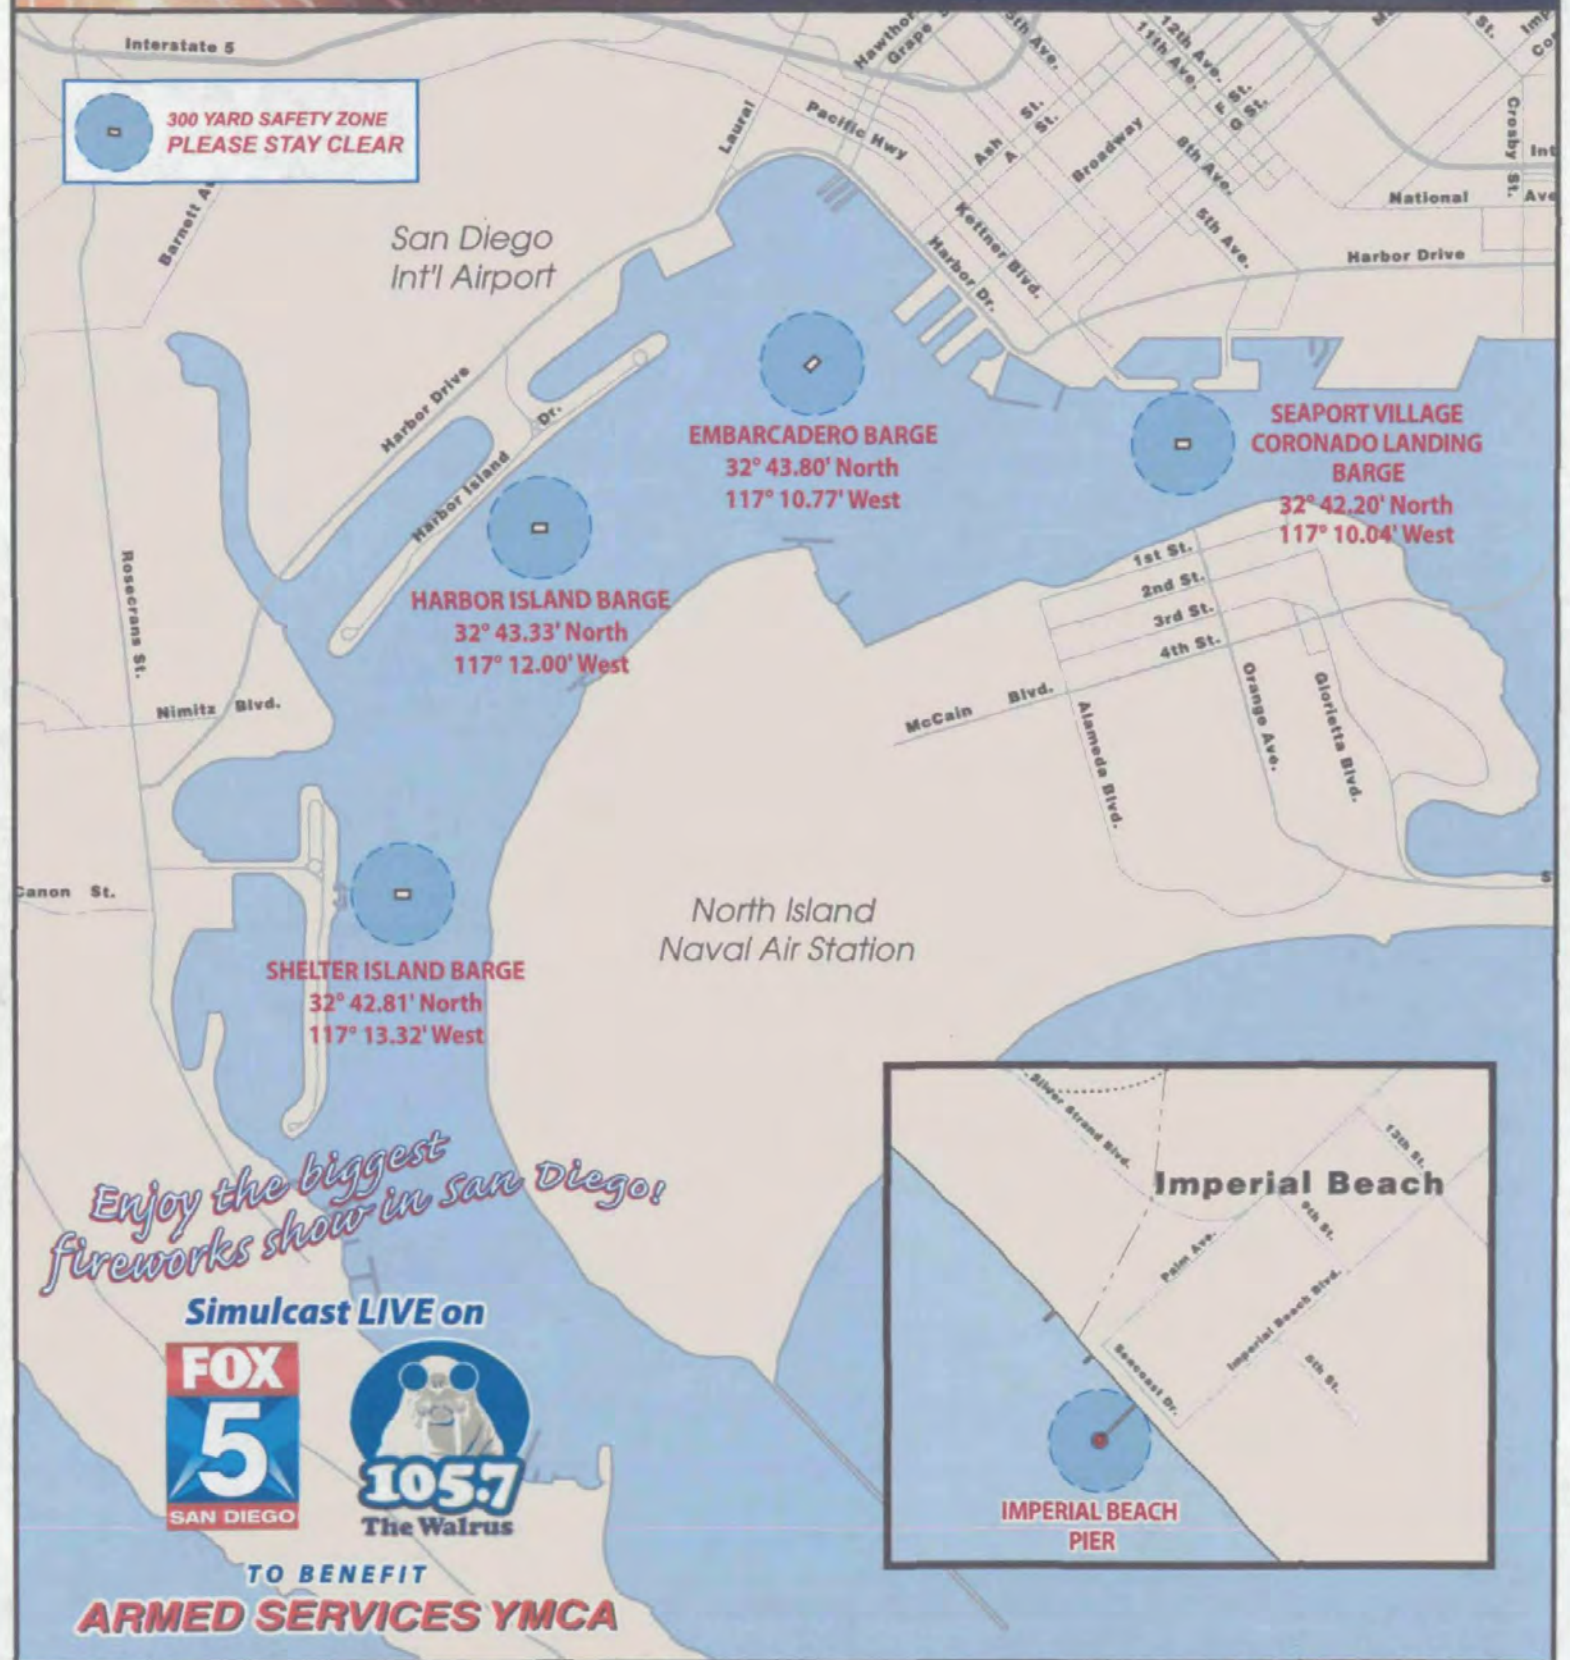 Interstate 5
300 YARD SAFETY ZONE
PLEASE STAY CLEAR
Barnett
San Diego
Int'l Airport
Laural
Pacific Hwy
Grape
Ash St.
A St.
Broadway
12th Ave.
11th Ave.
F St.
G St.
8th Ave.
5th Ave.
Kettner Blvd.
Harbor Dr.
Crosby St.
National Ave
Harbor Drive
Harbor Drive
Harbor Island Dr.
EMBARCADERO BARGE
32° 43.80' North
117° 10.77' West
SEAPORT VILLAGE
CORONADO LANDING
BARGE
32° 42.20' North
117° 10.04' West
HARBOR ISLAND BARGE
32° 43.33' North
117° 12.00' West
Rosecrans St.
Nimitz Blvd.
1st St.
2nd St.
3rd St.
4th St.
McCain Blvd.
Alameda Blvd.
Orange Ave.
Glorietta Blvd.
Canon St.
North Island
Naval Air Station
SHELTER ISLAND BARGE
32° 42.81' North
117° 13.32' West
Enjoy the biggest
fireworks show in San Diego!
Simulcast LIVE on
FOX
5
SAN DIEGO
105.7
The Walrus
TO BENEFIT
ARMED SERVICES YMCA
Silver Strand Blvd.
13th St.
Imperial Beach
9th St.
Palm Ave.
Imperial Beach Blvd.
Seacoast Dr.
IMPERIAL BEACH
PIER